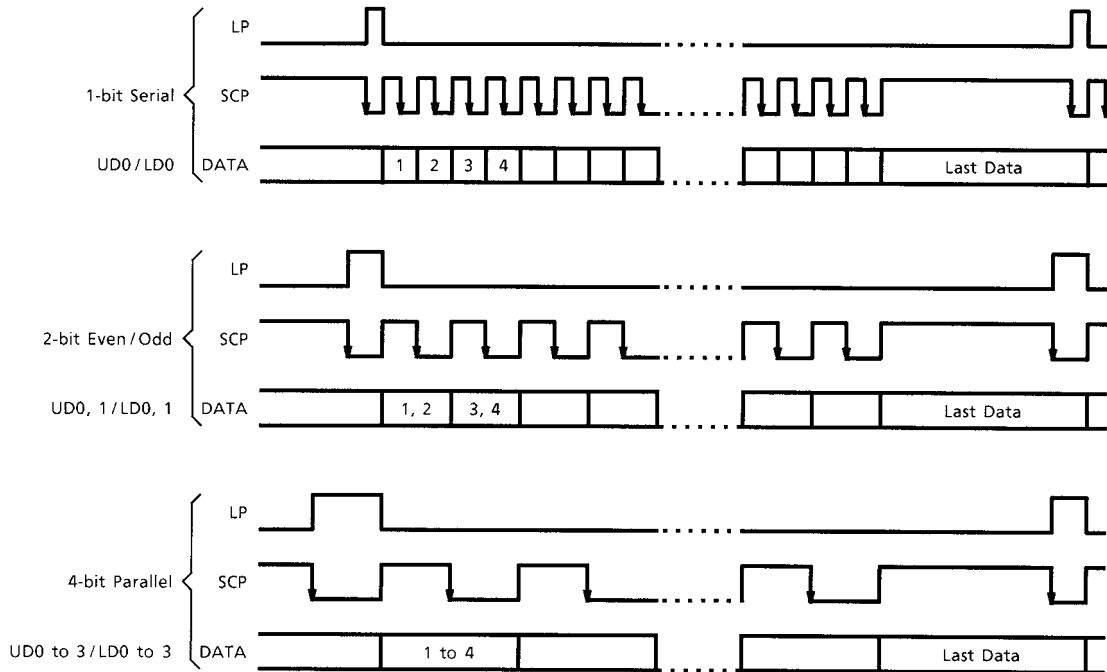 LP
1-bit Serial SCP
UD0/LD0 DATA 1 2 3 4 Last Data
LP
2-bit Even/Odd SCP
UD0, 1/LD0, 1 DATA 1, 2 3, 4 Last Data
LP
4-bit Parallel SCP
UD0 to 3/LD0 to 3 DATA 1 to 4 Last Data